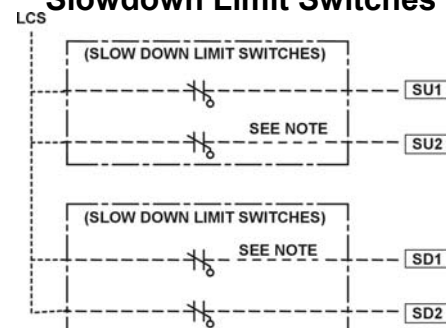 Slowdown Limit Switches
LCS
(SLOW DOWN LIMIT SWITCHES)
SU1
SEE NOTE
SU2
(SLOW DOWN LIMIT SWITCHES)
SEE NOTE
SD1
SD2